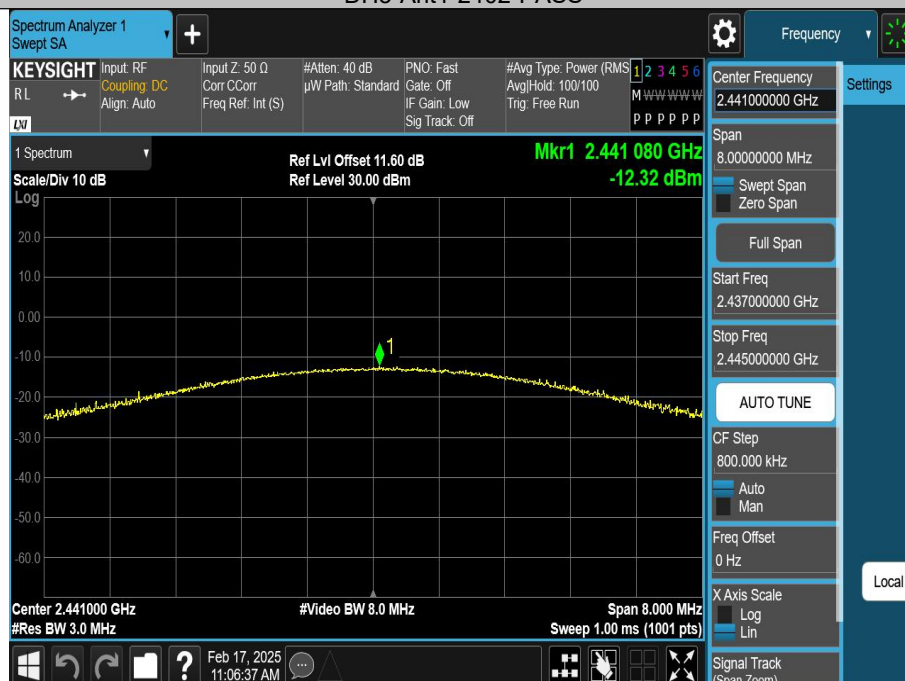 Spectrum Analyzer 1
Swept SA
Frequency
KEYSIGHT
RL
LXI
Input: RF
Coupling: DC
Align: Auto
Input Z: 50 Ω
Corr CCorr
Freq Ref: Int (S)
#Atten: 40 dB
µW Path: Standard
PNO: Fast
Gate: Off
IF Gain: Low
Sig Track: Off
#Avg Type: Power (RMS
Avg|Hold: 100/100
Trig: Free Run
1 2 3 4 5 6
M W W W W W
P P P P P P
Center Frequency
2.441000000 GHz
Settings
Span
8.00000000 MHz
Swept Span
Zero Span
Full Span
Start Freq
2.437000000 GHz
Stop Freq
2.445000000 GHz
AUTO TUNE
CF Step
800.000 kHz
Auto
Man
Freq Offset
0 Hz
X Axis Scale
Log
Lin
Local
Signal Track
(Span Zoom)
1 Spectrum
Scale/Div 10 dB
Log
Ref Lvl Offset 11.60 dB
Ref Level 30.00 dBm
Mkr1 2.441 080 GHz
-12.32 dBm
20.0
10.0
0.00
-10.0
-20.0
-30.0
-40.0
-50.0
-60.0
1
Center 2.441000 GHz
#Res BW 3.0 MHz
#Video BW 8.0 MHz
Span 8.000 MHz
Sweep 1.00 ms (1001 pts)
?
Feb 17, 2025
11:06:37 AM